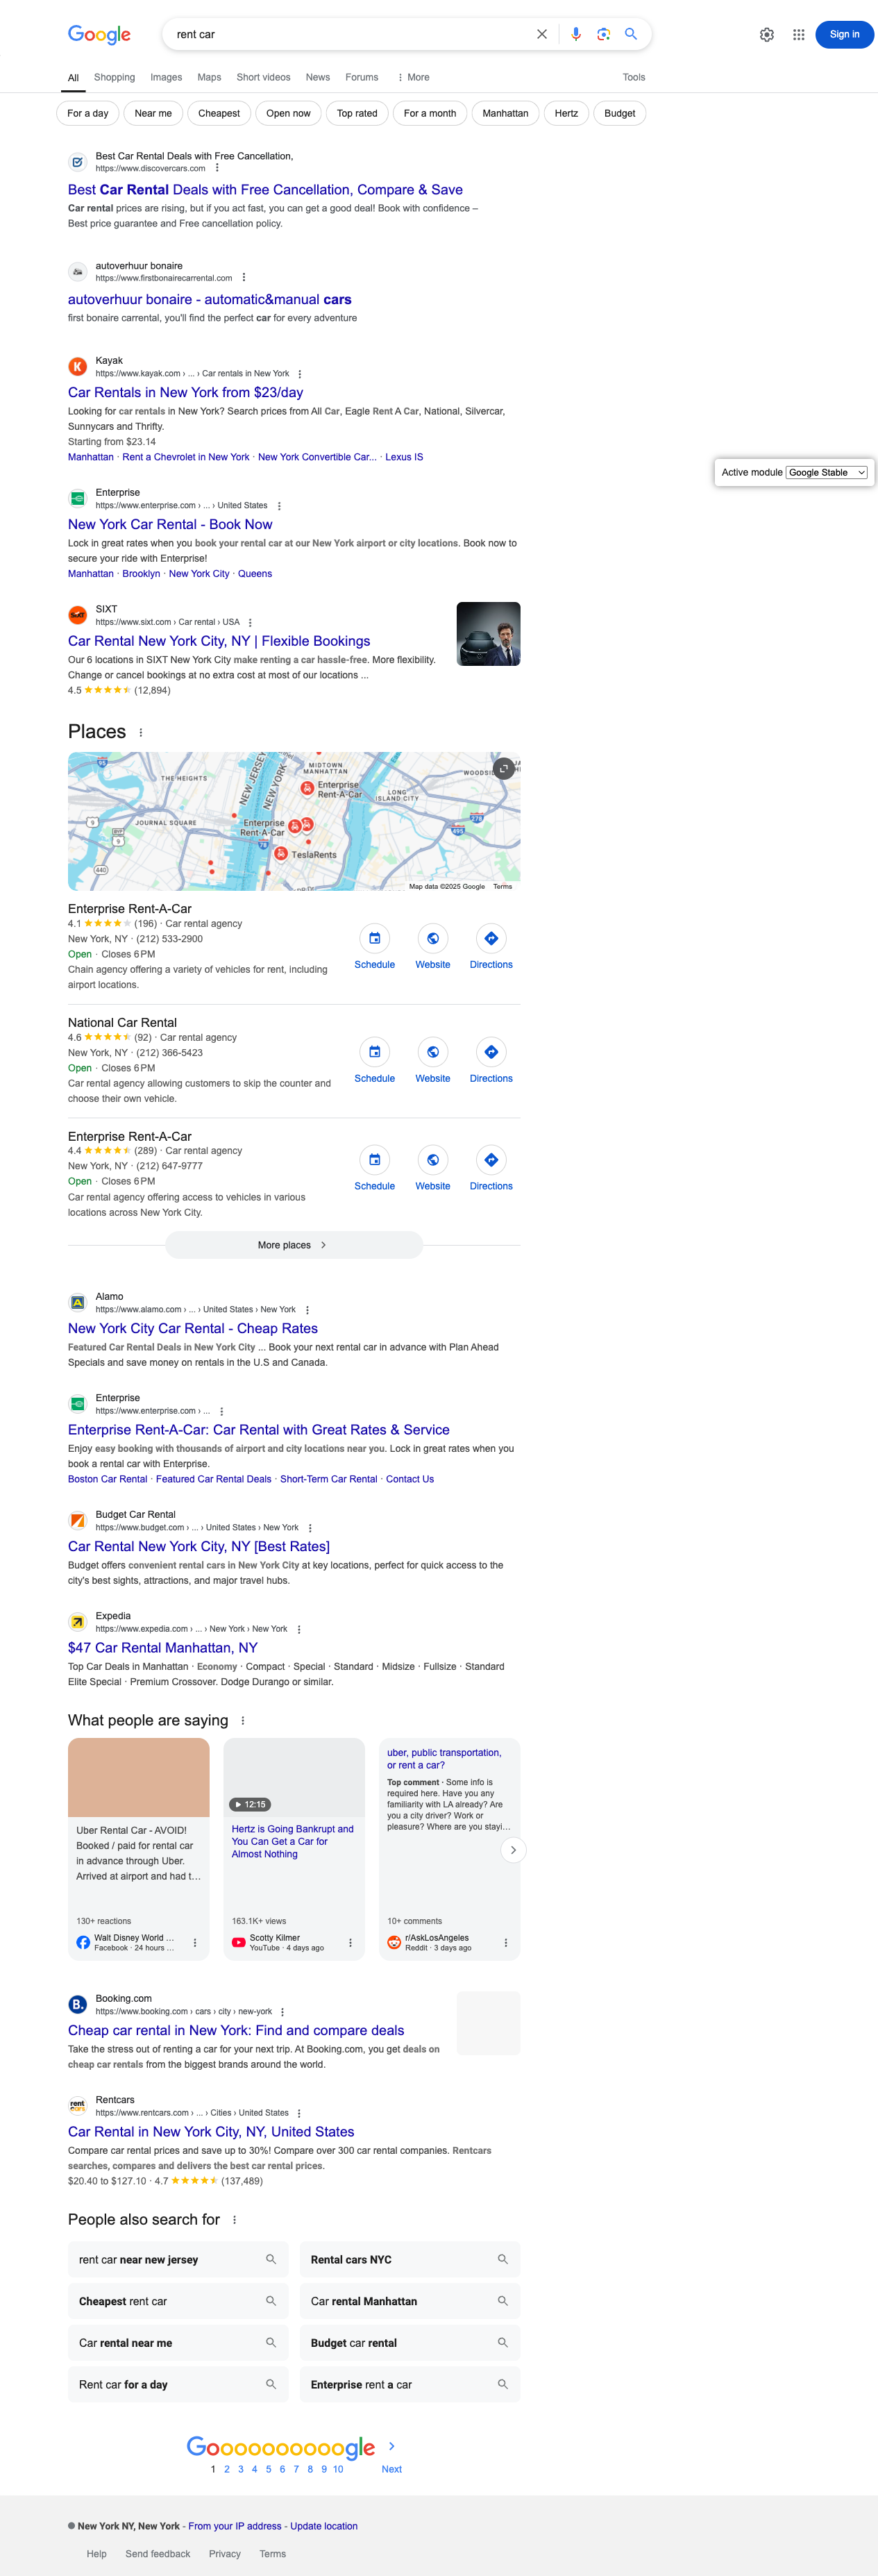 Google
rent car
Sign in
All Shopping Images Maps Short videos News Forums More Tools
For a day Near me Cheapest Open now Top rated For a month Manhattan Hertz Budget
Best Car Rental Deals with Free Cancellation,
https://www.discovercars.com
Best Car Rental Deals with Free Cancellation, Compare & Save
Car rental prices are rising, but if you act fast, you can get a good deal! Book with confidence –
Best price guarantee and Free cancellation policy.
autoverhuur bonaire
https://www.firstbonairecarrental.com
autoverhuur bonaire - automatic&manual cars
first bonaire carrental, you'll find the perfect car for every adventure
K
Kayak
https://www.kayak.com › ... › Car rentals in New York
Car Rentals in New York from $23/day
Looking for car rentals in New York? Search prices from All Car, Eagle Rent A Car, National, Silvercar,
Sunnycars and Thrifty.
Starting from $23.14
Manhattan · Rent a Chevrolet in New York · New York Convertible Car... · Lexus IS
Active module Google Stable
Enterprise
https://www.enterprise.com › ... › United States
New York Car Rental - Book Now
Lock in great rates when you book your rental car at our New York airport or city locations. Book now to
secure your ride with Enterprise!
Manhattan · Brooklyn · New York City · Queens
SIXT
SIXT
https://www.sixt.com › Car rental › USA
Car Rental New York City, NY | Flexible Bookings
Our 6 locations in SIXT New York City make renting a car hassle-free. More flexibility.
Change or cancel bookings at no extra cost at most of our locations ...
4.5 (12,894)
Places
95
THE HEIGHTS
NEW JERSEY
NEW YORK
MIDTOWN
MANHATTAN
WOODSI
Enterprise
Rent-A-Car
LONG
ISLAND CITY
9
JOURNAL SQUARE
BYP
9
Enterprise
Rent-A-Car
278
495
78
TeslaRents
440
Map data ©2025 Google Terms
Enterprise Rent-A-Car
4.1 (196) · Car rental agency
New York, NY · (212) 533-2900
Open · Closes 6 PM
Chain agency offering a variety of vehicles for rent, including
airport locations.
Schedule Website Directions
National Car Rental
4.6 (92) · Car rental agency
New York, NY · (212) 366-5423
Open · Closes 6 PM
Car rental agency allowing customers to skip the counter and
choose their own vehicle.
Schedule Website Directions
Enterprise Rent-A-Car
4.4 (289) · Car rental agency
New York, NY · (212) 647-9777
Open · Closes 6 PM
Car rental agency offering access to vehicles in various
locations across New York City.
Schedule Website Directions
More places
Alamo
https://www.alamo.com › ... › United States › New York
New York City Car Rental - Cheap Rates
Featured Car Rental Deals in New York City ... Book your next rental car in advance with Plan Ahead
Specials and save money on rentals in the U.S and Canada.
Enterprise
https://www.enterprise.com › ...
Enterprise Rent-A-Car: Car Rental with Great Rates & Service
Enjoy easy booking with thousands of airport and city locations near you. Lock in great rates when you
book a rental car with Enterprise.
Boston Car Rental · Featured Car Rental Deals · Short-Term Car Rental · Contact Us
Budget Car Rental
https://www.budget.com › ... › United States › New York
Car Rental New York City, NY [Best Rates]
Budget offers convenient rental cars in New York City at key locations, perfect for quick access to the
city's best sights, attractions, and major travel hubs.
Expedia
https://www.expedia.com › ... › New York › New York
$47 Car Rental Manhattan, NY
Top Car Deals in Manhattan · Economy · Compact · Special · Standard · Midsize · Fullsize · Standard
Elite Special · Premium Crossover. Dodge Durango or similar.
What people are saying
Uber Rental Car - AVOID!
Booked / paid for rental car
in advance through Uber.
Arrived at airport and had t...
130+ reactions
Walt Disney World ...
Facebook · 24 hours ...
12:15
Hertz is Going Bankrupt and
You Can Get a Car for
Almost Nothing
163.1K+ views
Scotty Kilmer
YouTube · 4 days ago
uber, public transportation,
or rent a car?
Top comment · Some info is
required here. Have you any
familiarity with LA already? Are
you a city driver? Work or
pleasure? Where are you stayi...
10+ comments
r/AskLosAngeles
Reddit · 3 days ago
B.
Booking.com
https://www.booking.com › cars › city › new-york
Cheap car rental in New York: Find and compare deals
Take the stress out of renting a car for your next trip. At Booking.com, you get deals on
cheap car rentals from the biggest brands around the world.
rent
cars
Rentcars
https://www.rentcars.com › ... › Cities › United States
Car Rental in New York City, NY, United States
Compare car rental prices and save up to 30%! Compare over 300 car rental companies. Rentcars
searches, compares and delivers the best car rental prices.
$20.40 to $127.10 · 4.7 (137,489)
People also search for
rent car near new jersey
Rental cars NYC
Cheapest rent car
Car rental Manhattan
Car rental near me
Budget car rental
Rent car for a day
Enterprise rent a car
Goooooooooogle
1 2 3 4 5 6 7 8 9 10 Next
New York NY, New York - From your IP address - Update location
Help Send feedback Privacy Terms